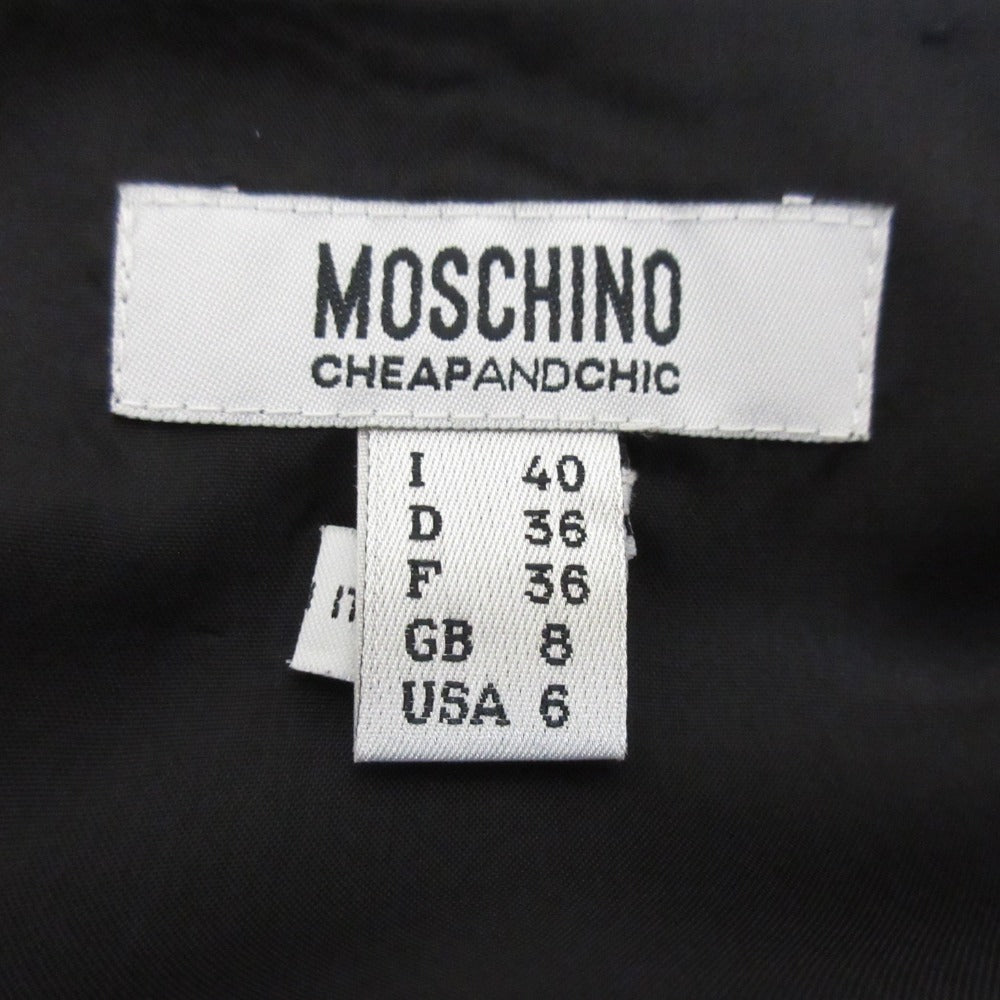 MOSCHINO
CHEAPANDCHIC
I 40
D 36
F 36
GB 8
USA 6